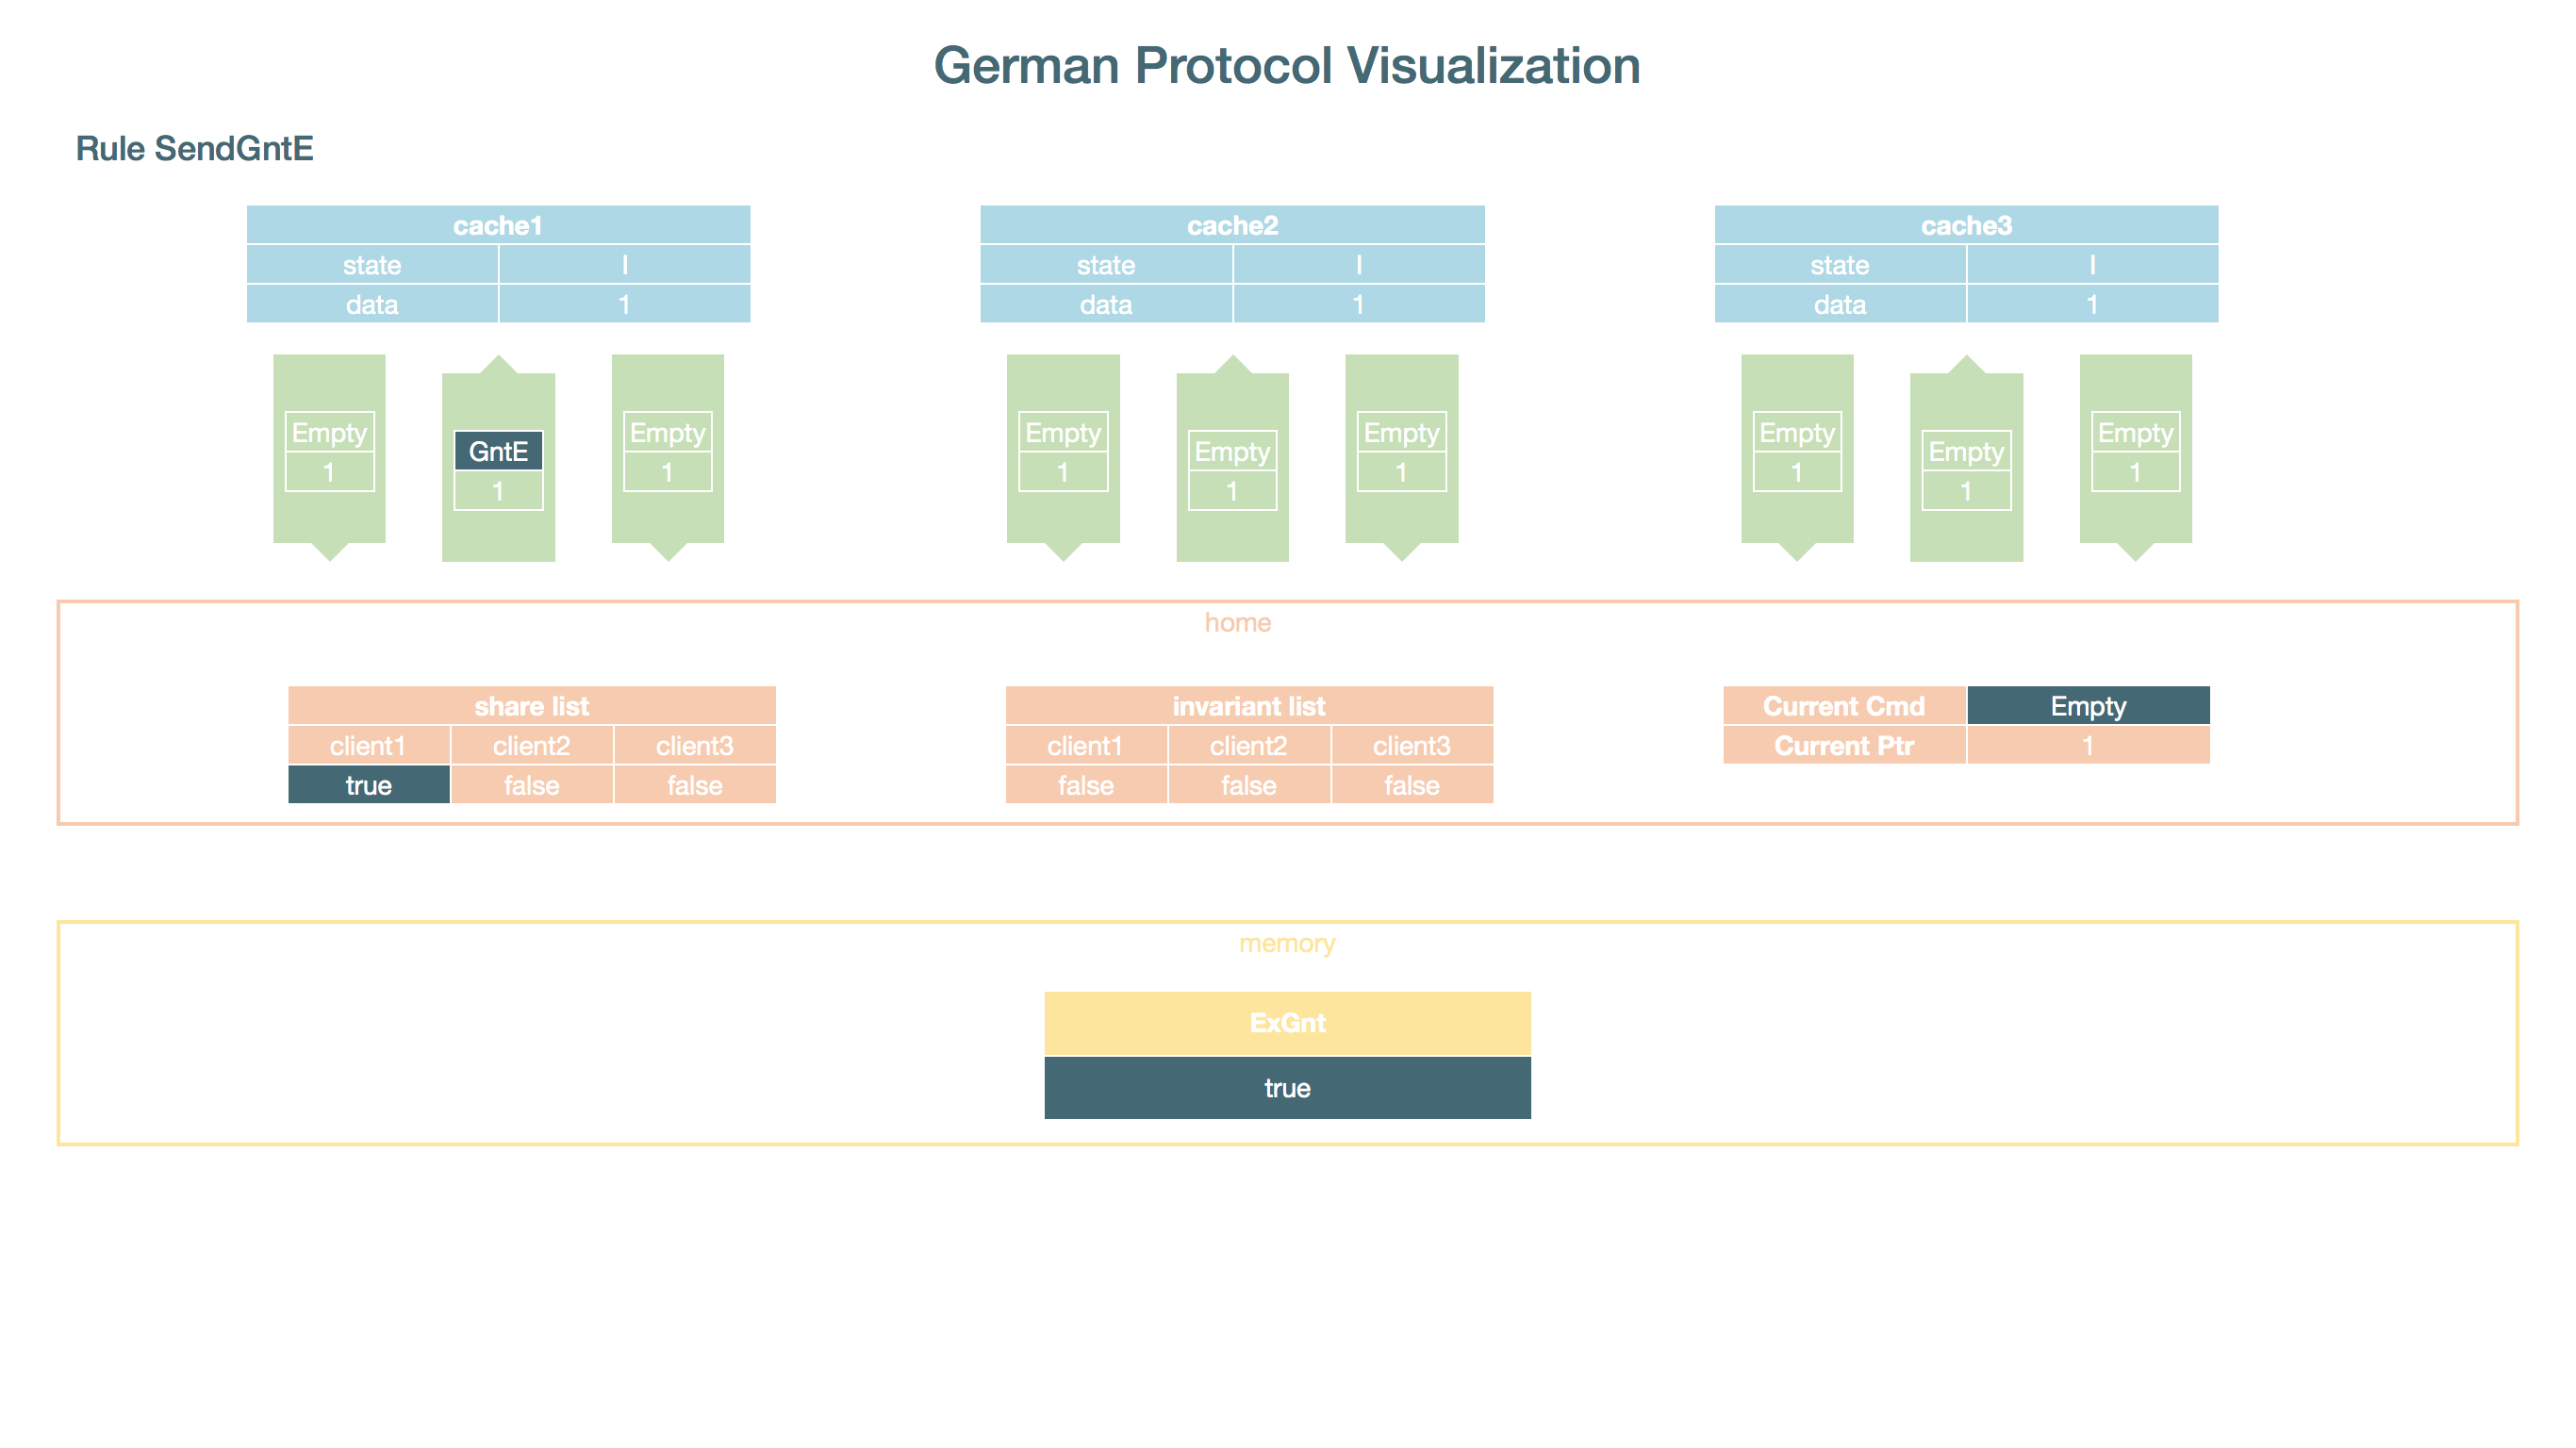 German Protocol Visualization
Rule SendGntE
cache1 cache2 cache3
state I state I state I
data 1 data 1 data 1
Empty Empty Empty Empty Empty Empty
GntE Empty Empty
1 1 1 1 1 1
1 1 1
home
share list invariant list Current Cmd Empty
client1 client2 client3 client1 client2 client3 Current Ptr 1
true false false false false false
memory
ExGnt
true